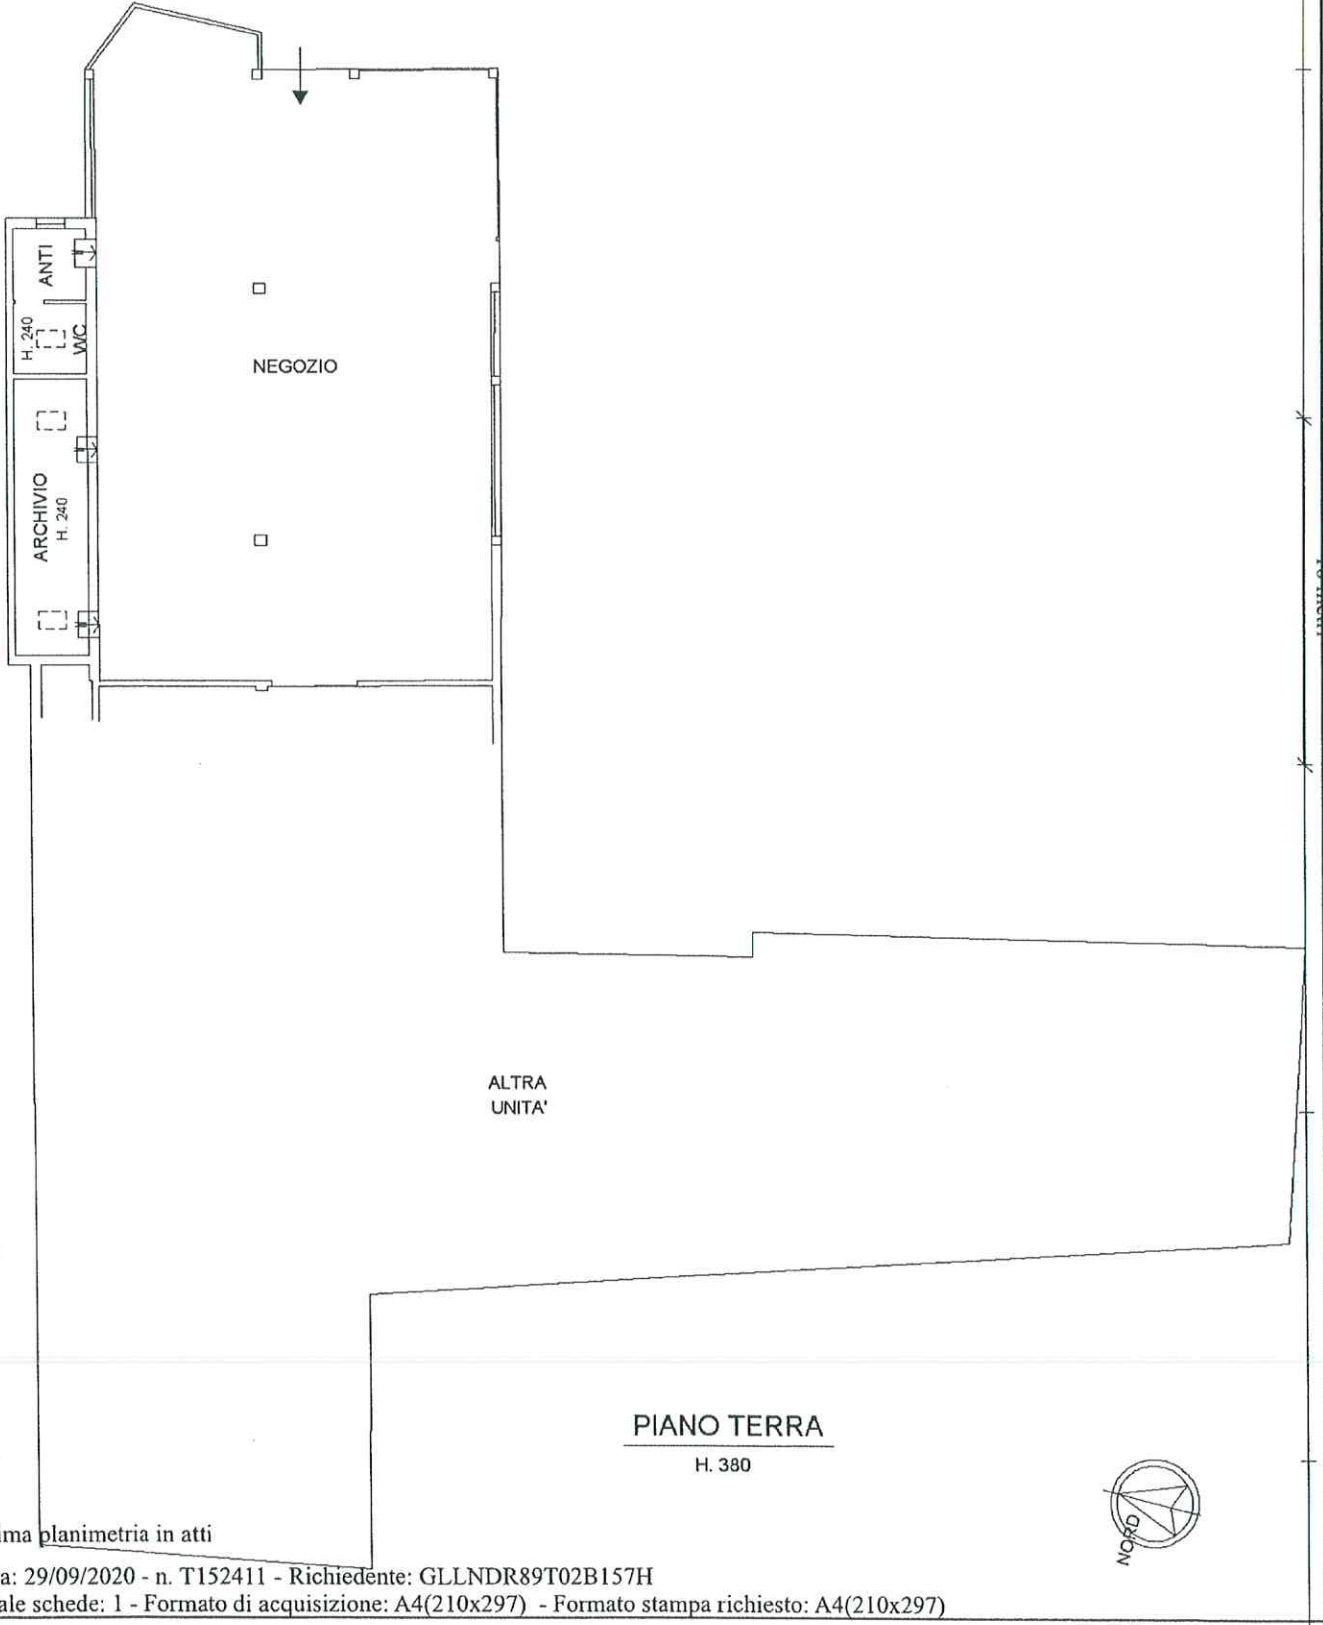 ANTI
H. 240
WC
NEGOZIO
ARCHIVIO
H. 240
ALTRA
UNITA'
PIANO TERRA
H. 380
NORD
ima planimetria in atti
a: 29/09/2020 - n. T152411 - Richiedente: GLLNDR89T02B157H
ale schede: 1 - Formato di acquisizione: A4(210x297) - Formato stampa richiesto: A4(210x297)